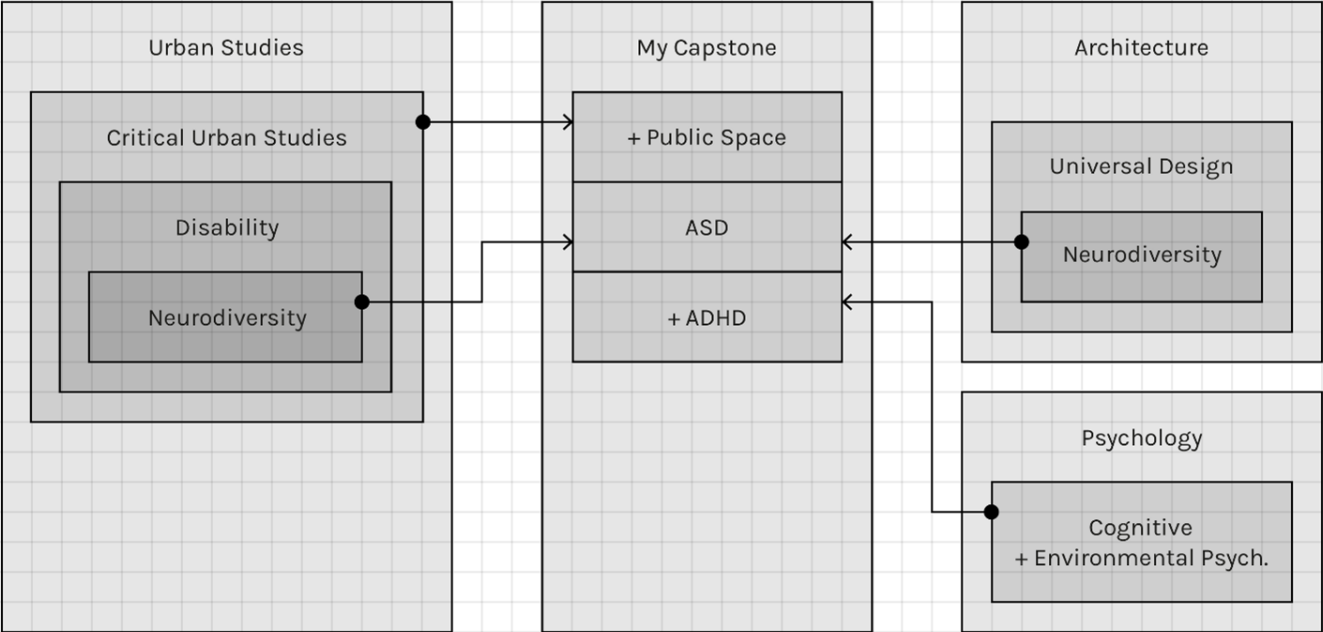 Urban Studies
Critical Urban Studies
Disability
Neurodiversity
My Capstone
+ Public Space
ASD
+ ADHD
Architecture
Universal Design
Neurodiversity
Psychology
Cognitive
+ Environmental Psych.